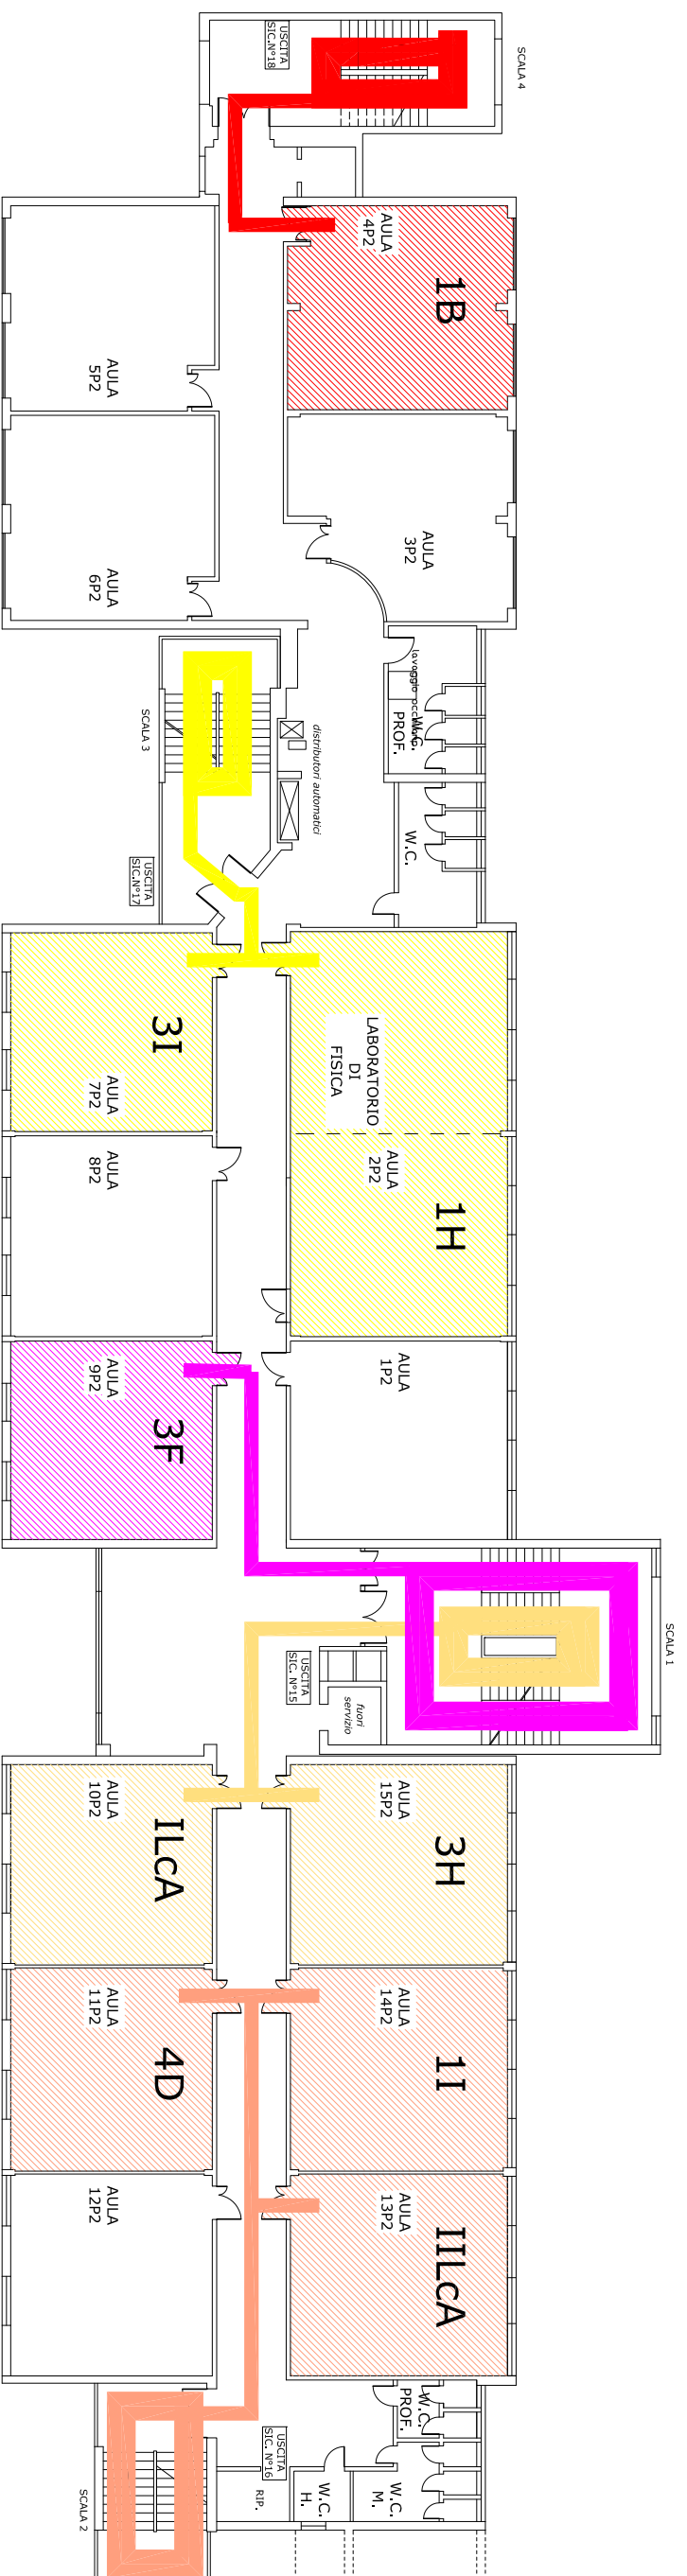 SCALA 4
USCITA
SIC.N°18
AULA
4P2
1B
AULA
5P2
AULA
3P2
AULA
6P2
lavaggio
W.C.
PROF.
SCALA 3
distributori automatici
W.C.
USCITA
SIC.N°17
3I
AULA
7P2
LABORATORIO
DI
FISICA
AULA
2P2
1H
AULA
8P2
AULA
1P2
AULA
9P2
3F
SCALA 1
USCITA
SIC. N°15
fuori
servizio
AULA
10P2
ILcA
AULA
15P2
3H
AULA
11P2
4D
AULA
14P2
1I
AULA
12P2
AULA
13P2
IILcA
W.C.
PROF.
USCITA
SIC. N°16
RIP.
W.C.
H.
W.C.
M.
SCALA 2